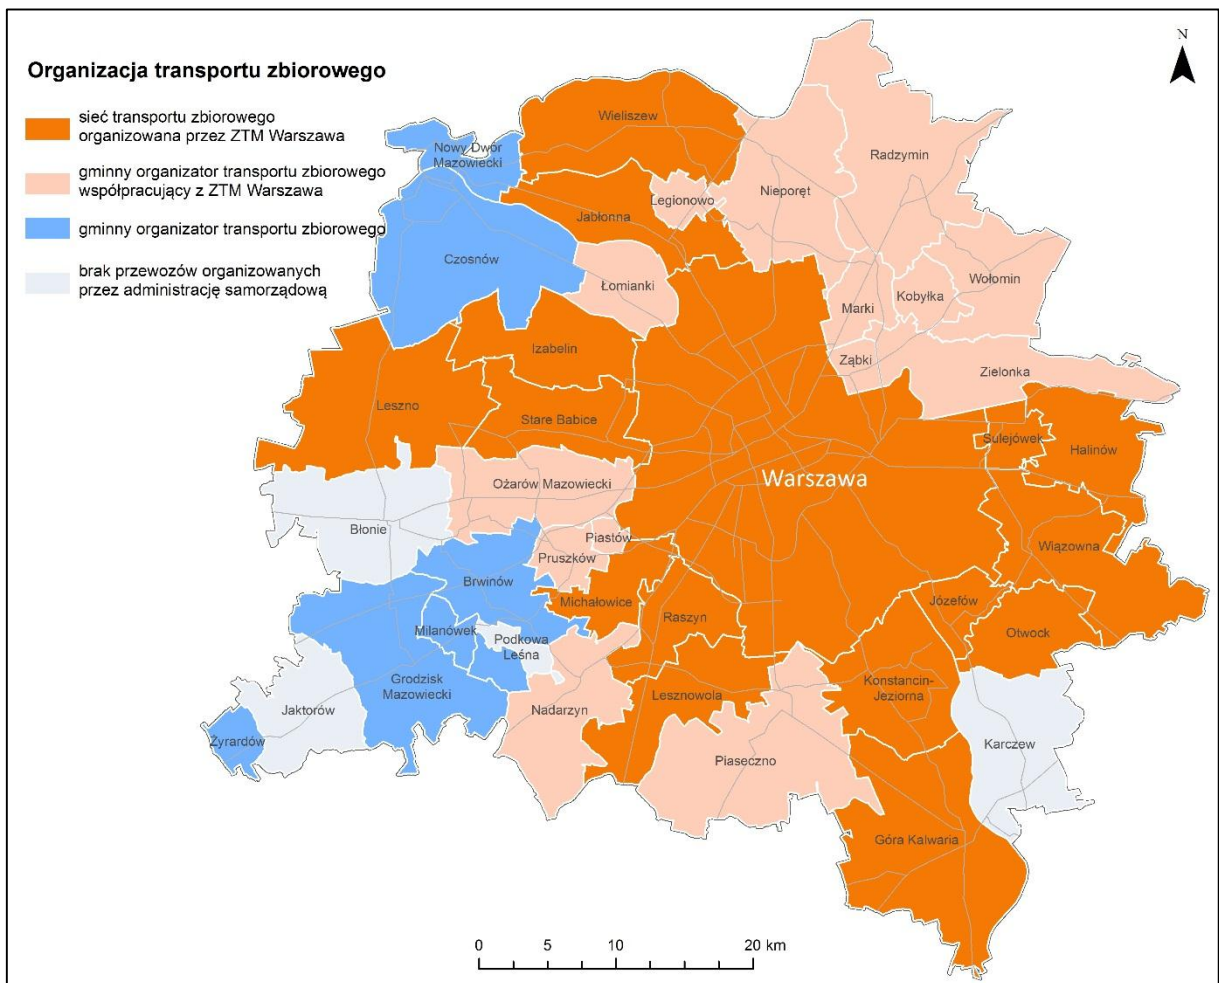 N
Organizacja transportu zbiorowego
sieć transportu zbiorowego
organizowana przez ZTM Warszawa
gminny organizator transportu zbiorowego
współpracujący z ZTM Warszawa
gminny organizator transportu zbiorowego
brak przewozów organizowanych
przez administrację samorządową
Wieliszew
Nowy Dwór
Mazowiecki
Radzymin
Nieporęt
Legionowo
Jabłonna
Czosnów
Łomianki
Wołomin
Kobyłka
Marki
Izabelin
Ząbki
Zielonka
Leszno
Stare Babice
Sulejówek
Halinów
Warszawa
Ożarów Mazowiecki
Błonie
Piastów
Pruszków
Wiązowna
Brwinów
Michałowice
Józefów
Raszyn
Milanówek
Podkowa
Leśna
Otwock
Grodzisk
Mazowiecki
Konstancin-
Jeziorna
Lesznowola
Jaktorów
Nadarzyn
Żyrardów
Karczew
Piaseczno
Góra Kalwaria
0 5 10 20 km